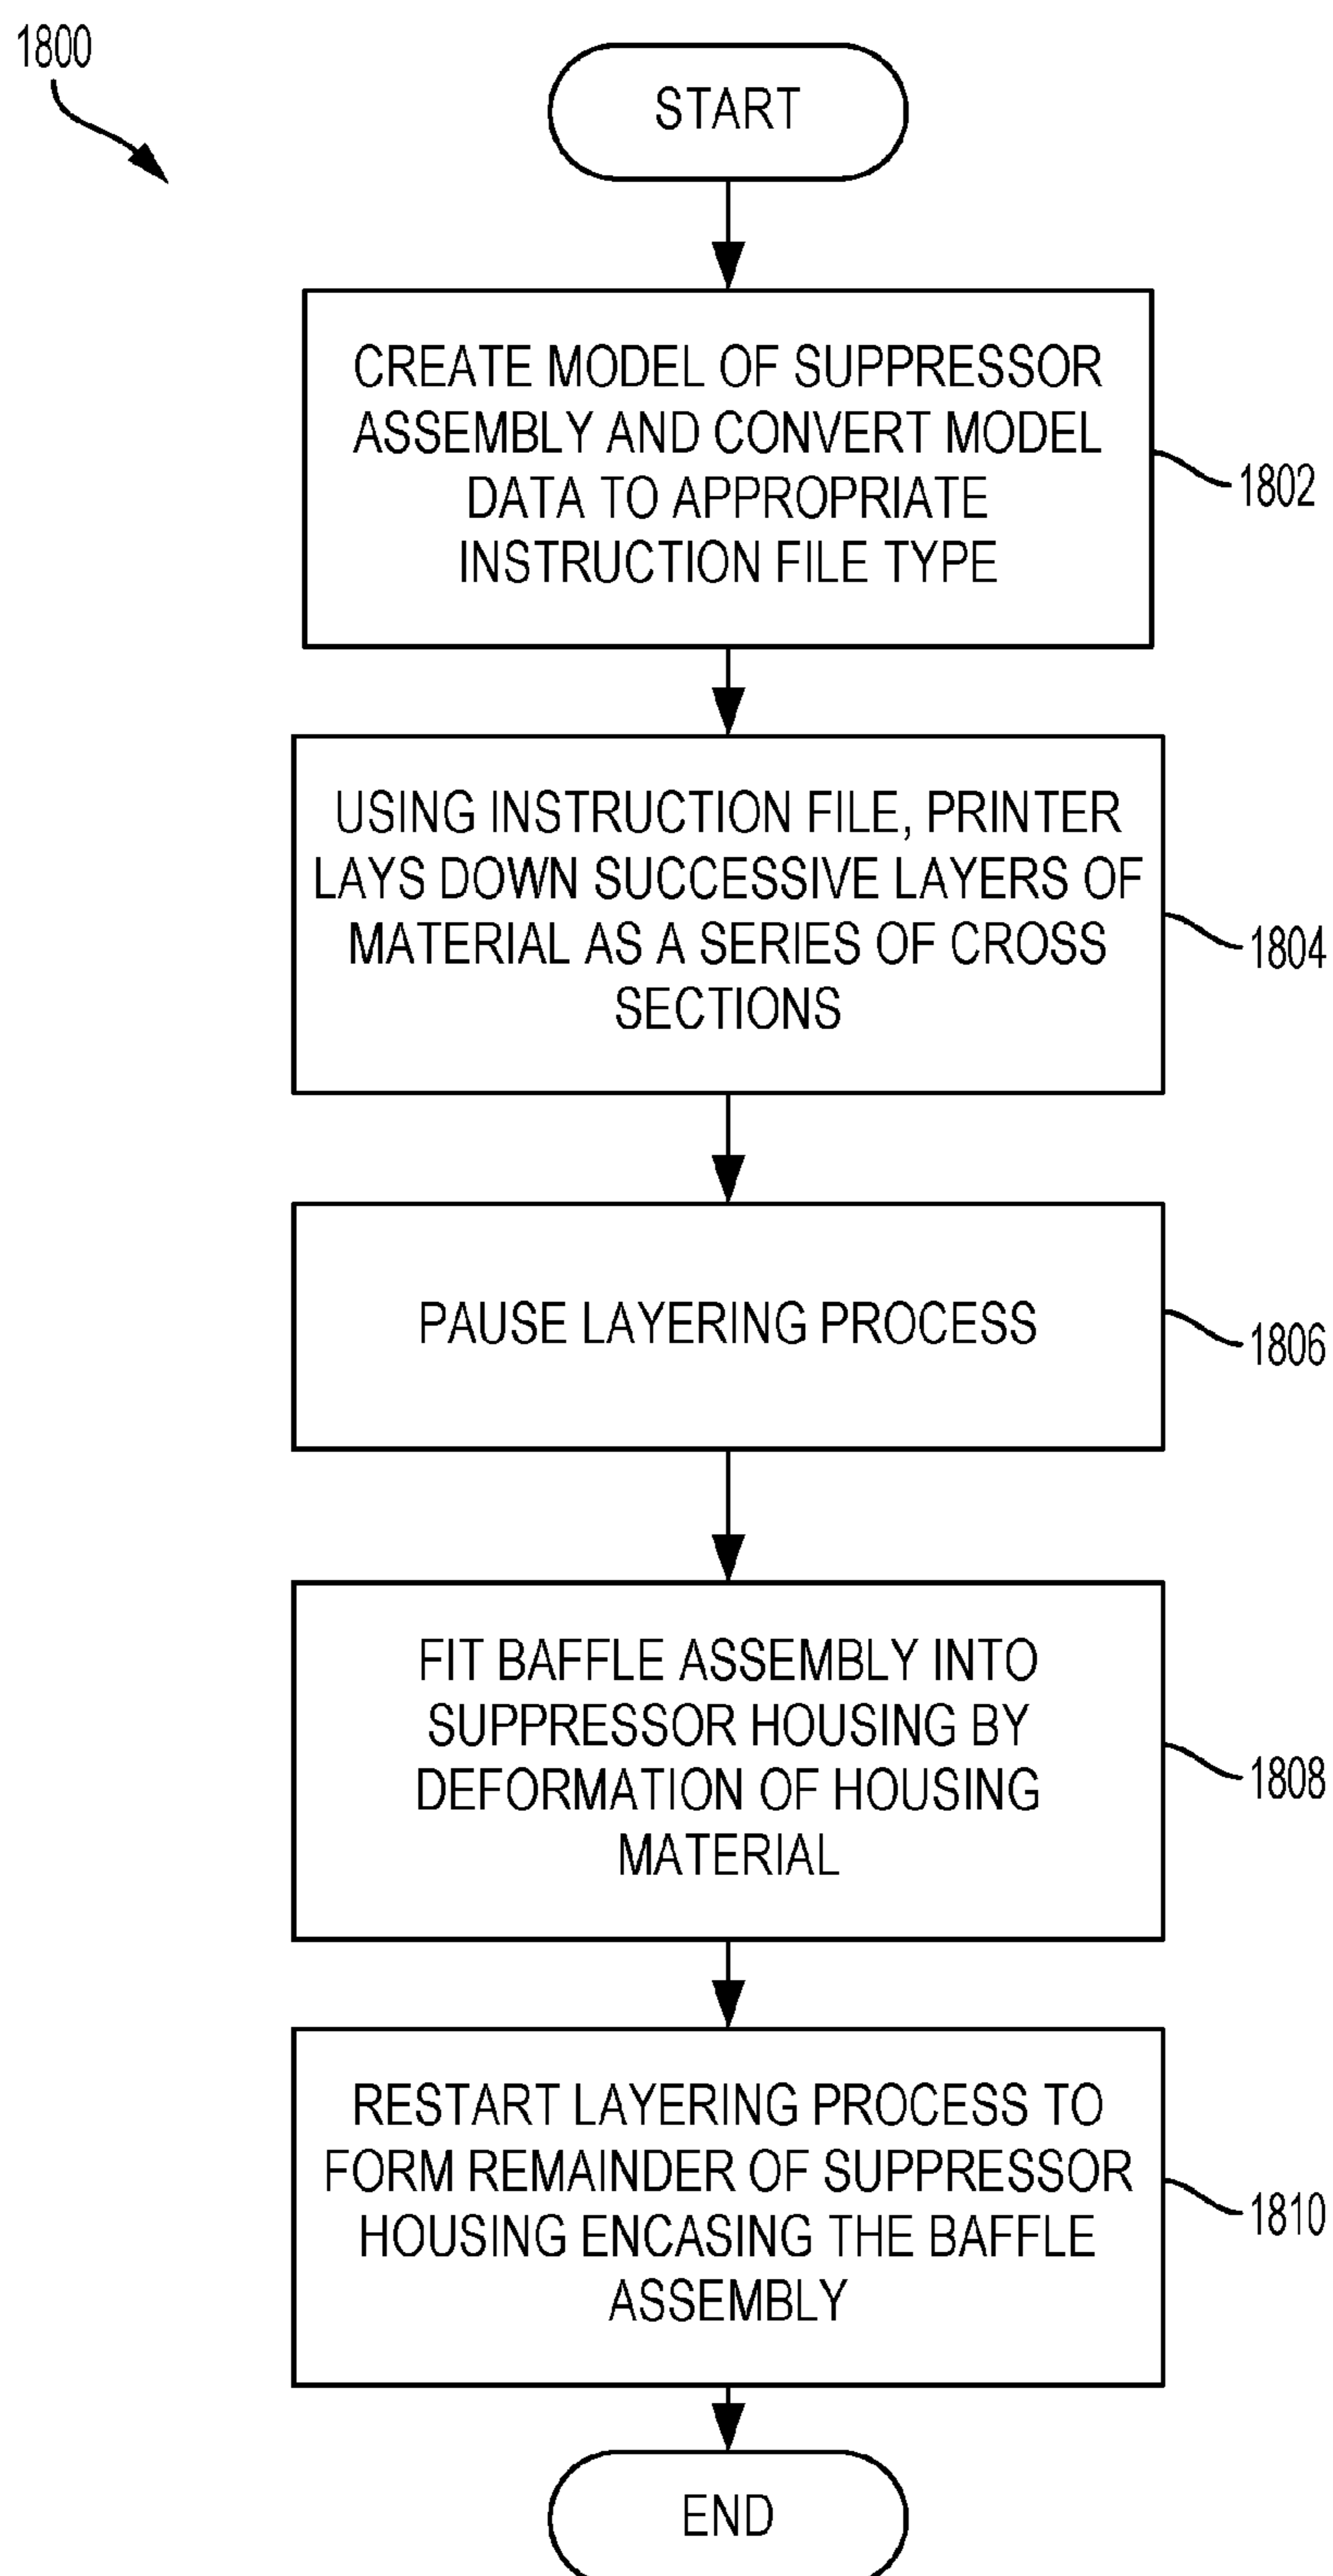 1800
START
CREATE MODEL OF SUPPRESSOR
ASSEMBLY AND CONVERT MODEL
DATA TO APPROPRIATE
INSTRUCTION FILE TYPE
1802
USING INSTRUCTION FILE, PRINTER
LAYS DOWN SUCCESSIVE LAYERS OF
MATERIAL AS A SERIES OF CROSS
SECTIONS
1804
PAUSE LAYERING PROCESS
1806
FIT BAFFLE ASSEMBLY INTO
SUPPRESSOR HOUSING BY
DEFORMATION OF HOUSING
MATERIAL
1808
RESTART LAYERING PROCESS TO
FORM REMAINDER OF SUPPRESSOR
HOUSING ENCASING THE BAFFLE
ASSEMBLY
1810
END